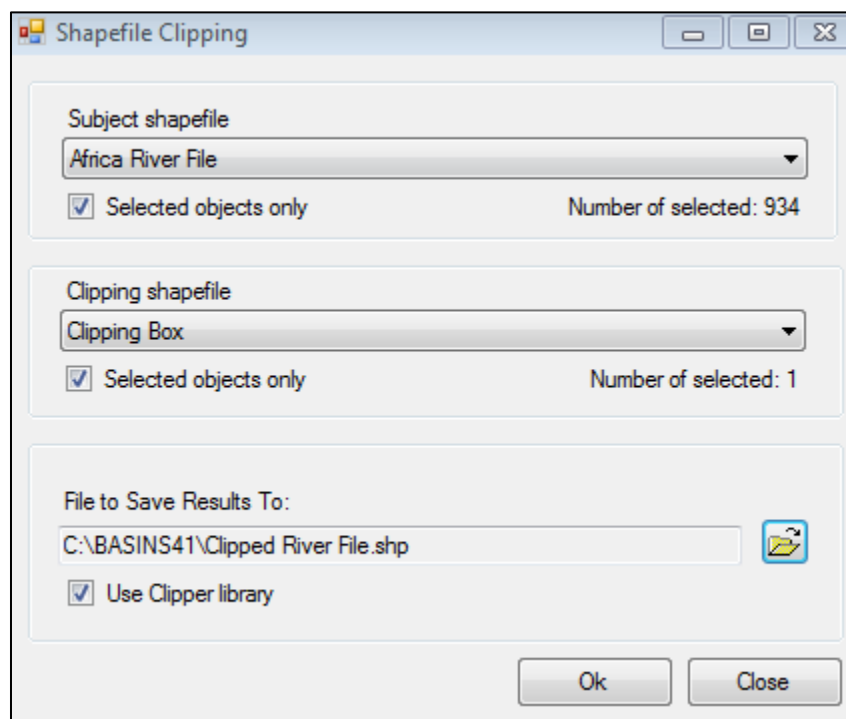 Shapefile Clipping
Subject shapefile
Africa River File
Selected objects only Number of selected: 934
Clipping shapefile
Clipping Box
Selected objects only Number of selected: 1
File to Save Results To:
C:\BASINS41\Clipped River File.shp
Use Clipper library
Ok Close